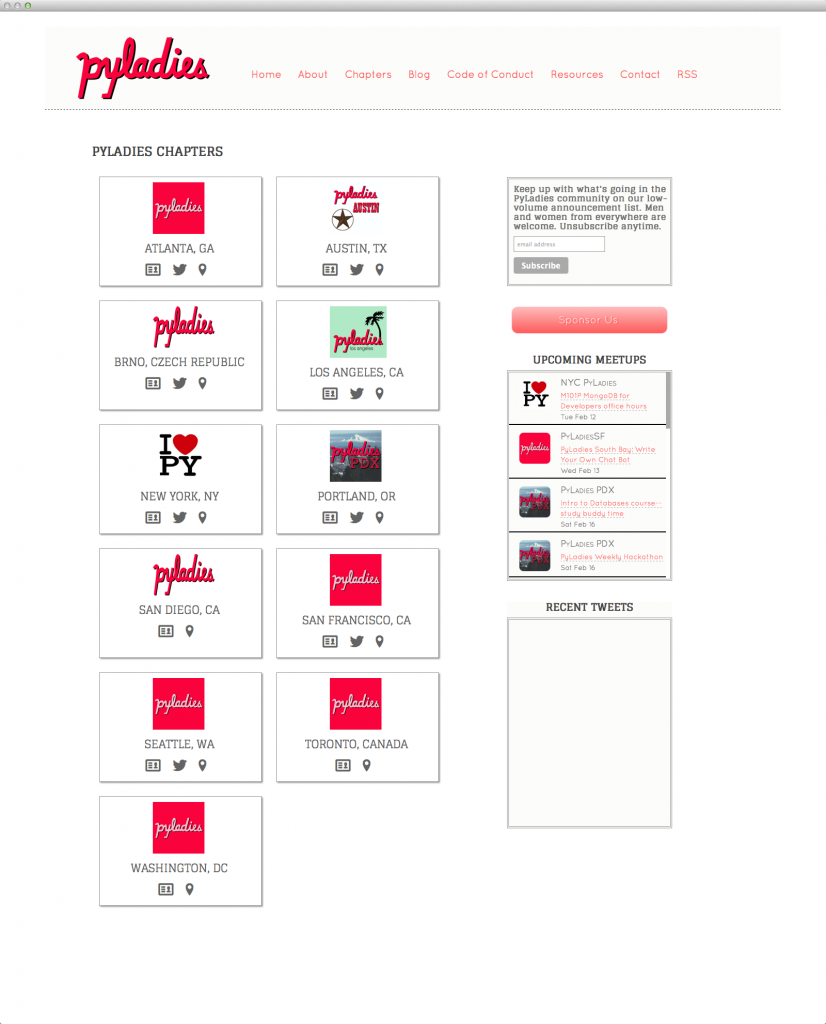 pyladies
Home About Chapters Blog Code of Conduct Resources Contact RSS
PYLADIES CHAPTERS
pyladies
ATLANTA, GA
pyladies
AUSTIN
AUSTIN, TX
pyladies
BRNO, CZECH REPUBLIC
pyladies
los angeles
LOS ANGELES, CA
I
PY
NEW YORK, NY
pyladies
PDX
PORTLAND, OR
pyladies
SAN DIEGO, CA
pyladies
SAN FRANCISCO, CA
pyladies
SEATTLE, WA
pyladies
TORONTO, CANADA
pyladies
WASHINGTON, DC
Keep up with what's going in the
PyLadies community on our low-
volume announcement list. Men
and women from everywhere are
welcome. Unsubscribe anytime.
email address
Subscribe
Sponsor Us
UPCOMING MEETUPS
I
PY
NYC PyLadies
M101P MongoDB for
Developers office hours
Tue Feb 12
pyladies
PyLadiesSF
PyLadies South Bay: Write
Your Own Chat Bot
Wed Feb 13
pyladies
PDX
PyLadies PDX
Intro to Databases course--
study buddy time
Sat Feb 16
pyladies
PDX
PyLadies PDX
PyLadies Weekly Hackathon
Sat Feb 16
RECENT TWEETS